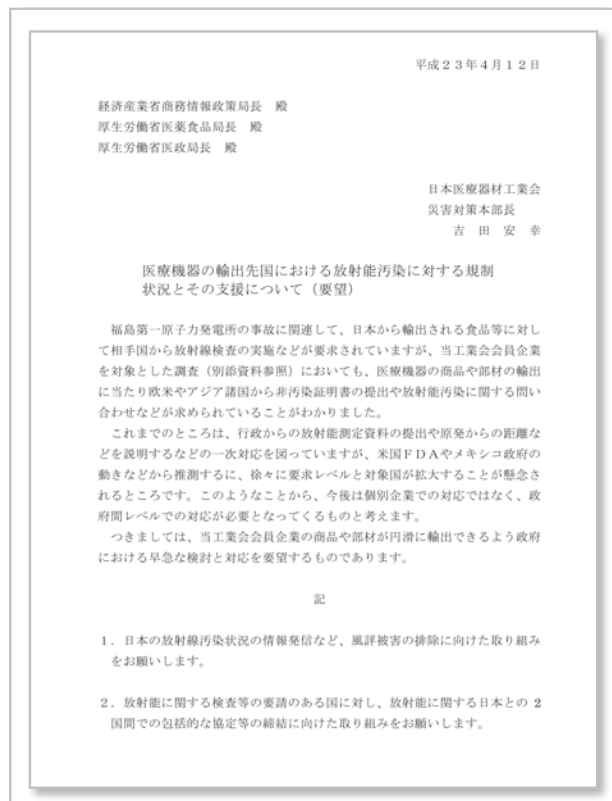 平成２３年４月１２日
経済産業省商務情報政策局長　殿
厚生労働省医薬食品局長　殿
厚生労働省医政局長　殿
日本医療器材工業会
災害対策本部長
吉　田　安　幸
医療機器の輸出先国における放射能汚染に対する規制
状況とその支援について（要望）
福島第一原子力発電所の事故に関連して、日本から輸出される食品等に対し
て相手国から放射線検査の実施などが要求されていますが、当工業会会員企業
を対象とした調査（別添資料参照）においても、医療機器の商品や部材の輸出
に当たり欧米やアジア諸国から非汚染証明書の提出や放射能汚染に関する問い
合わせなどが求められていることがわかりました。
これまでのところは、行政からの放射能測定資料の提出や原発からの距離な
どを説明するなどの一次対応を図っていますが、米国ＦＤＡやメキシコ政府の
動きなどから推測するに、徐々に要求レベルと対象国が拡大することが懸念さ
れるところです。このようなことから、今後は個別企業での対応ではなく、政
府間レベルでの対応が必要となってくるものと考えます。
つきましては、当工業会会員企業の商品や部材が円滑に輸出できるよう政府
における早急な検討と対応を要望するものであります。
記
１．日本の放射線汚染状況の情報発信など、風評被害の排除に向けた取り組み
をお願いします。
２．放射能に関する検査等の要請のある国に対し、放射能に関する日本との２
国間での包括的な協定等の締結に向けた取り組みをお願いします。